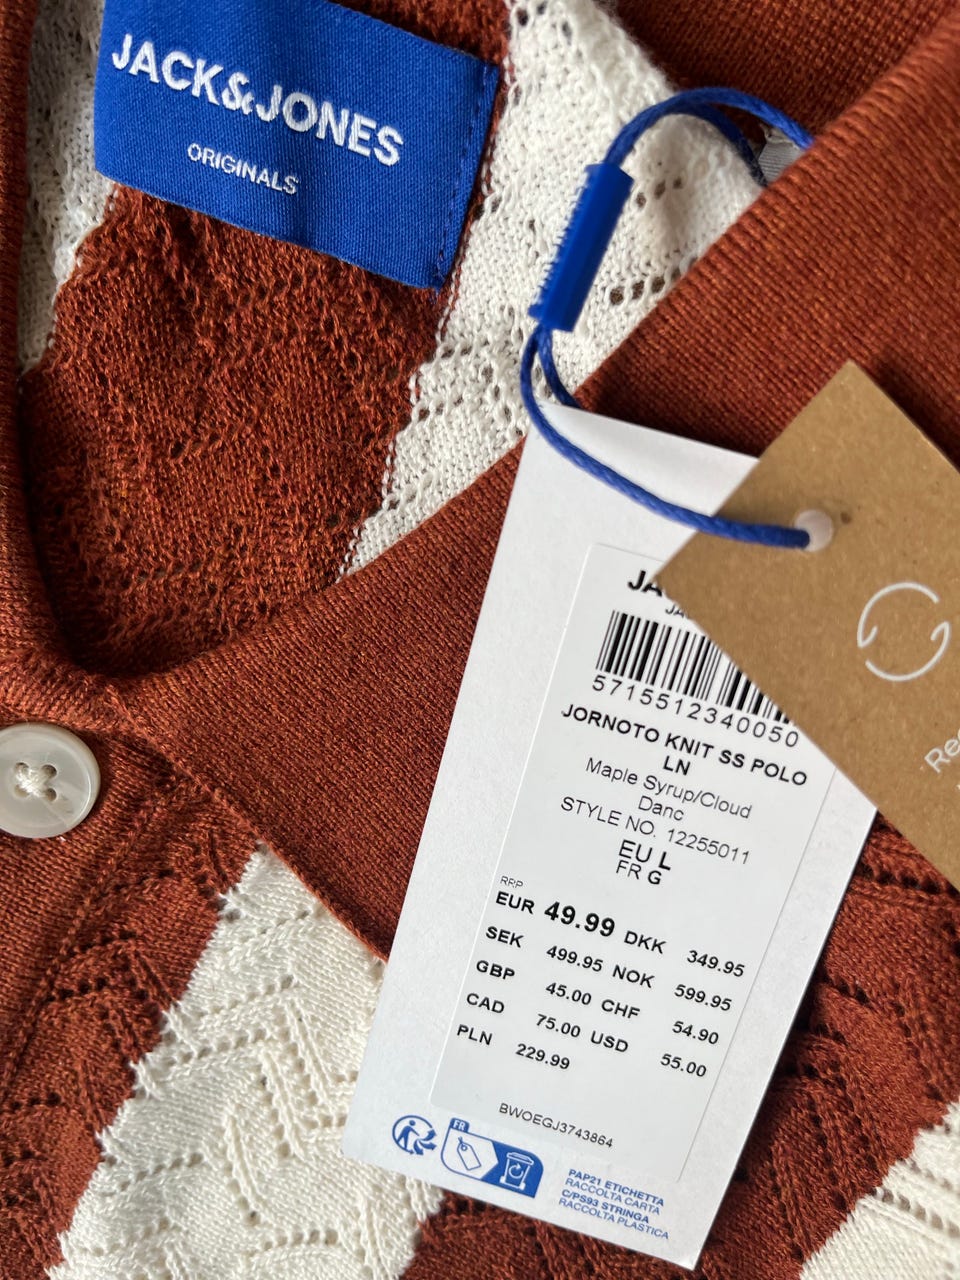 JACK&JONES
ORIGINALS
5715512340050
JORNOTO KNIT SS POLO
LN
Maple Syrup/Cloud
Danc
STYLE NO. 12255011
EU L
FR G
RRP
EUR 49.99 DKK 349.95
SEK 499.95 NOK 599.95
GBP 45.00 CHF 54.90
CAD 75.00 USD 55.00
PLN 229.99
BWOEGJ3743864
FR
PAP21 ETICHETTA
RACCOLTA CARTA
C/PS93 STRINGA
RACCOLTA PLASTICA